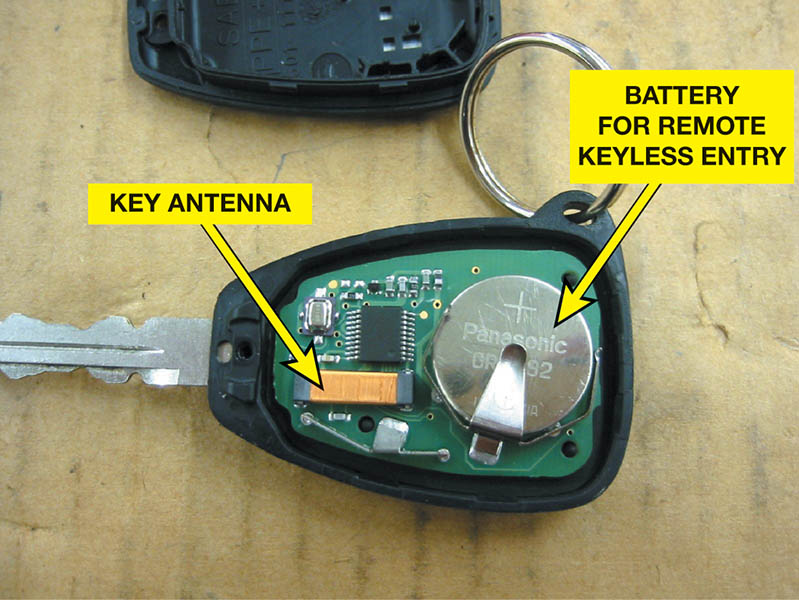 BATTERY
FOR REMOTE
KEYLESS ENTRY
KEY ANTENNA
+
Panasonic